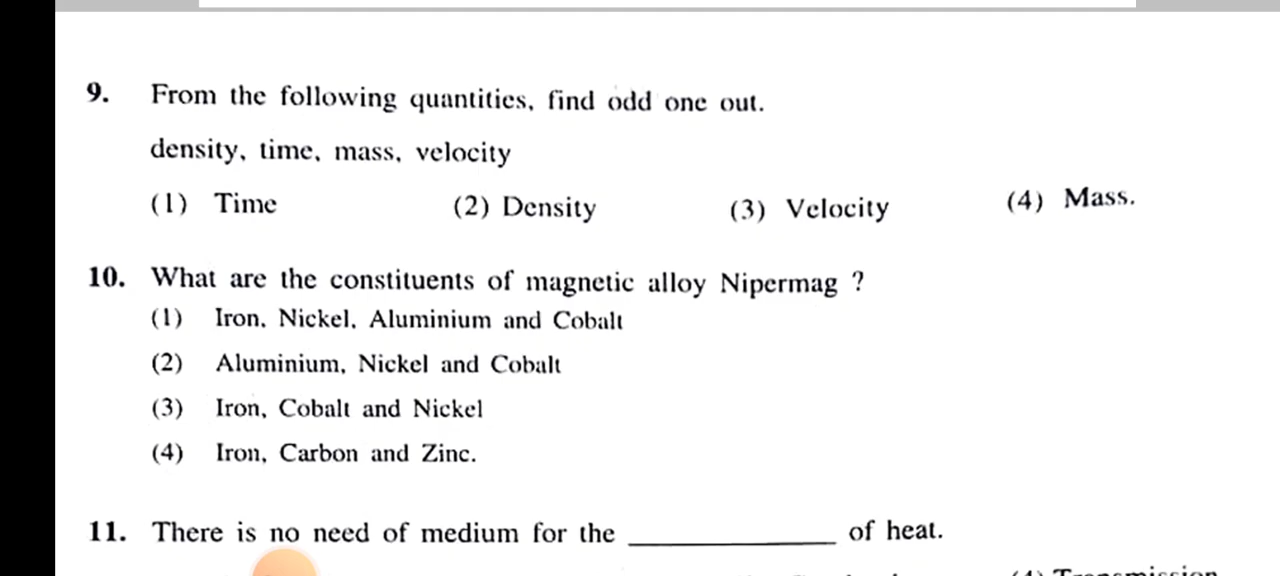 9. From the following quantities, find odd one out.
density, time, mass, velocity
(1) Time (2) Density (3) Velocity (4) Mass.
10. What are the constituents of magnetic alloy Nipermag ?
(1) Iron, Nickel, Aluminium and Cobalt
(2) Aluminium, Nickel and Cobalt
(3) Iron, Cobalt and Nickel
(4) Iron, Carbon and Zinc.
11. There is no need of medium for the ____________ of heat.
(4) Transmission